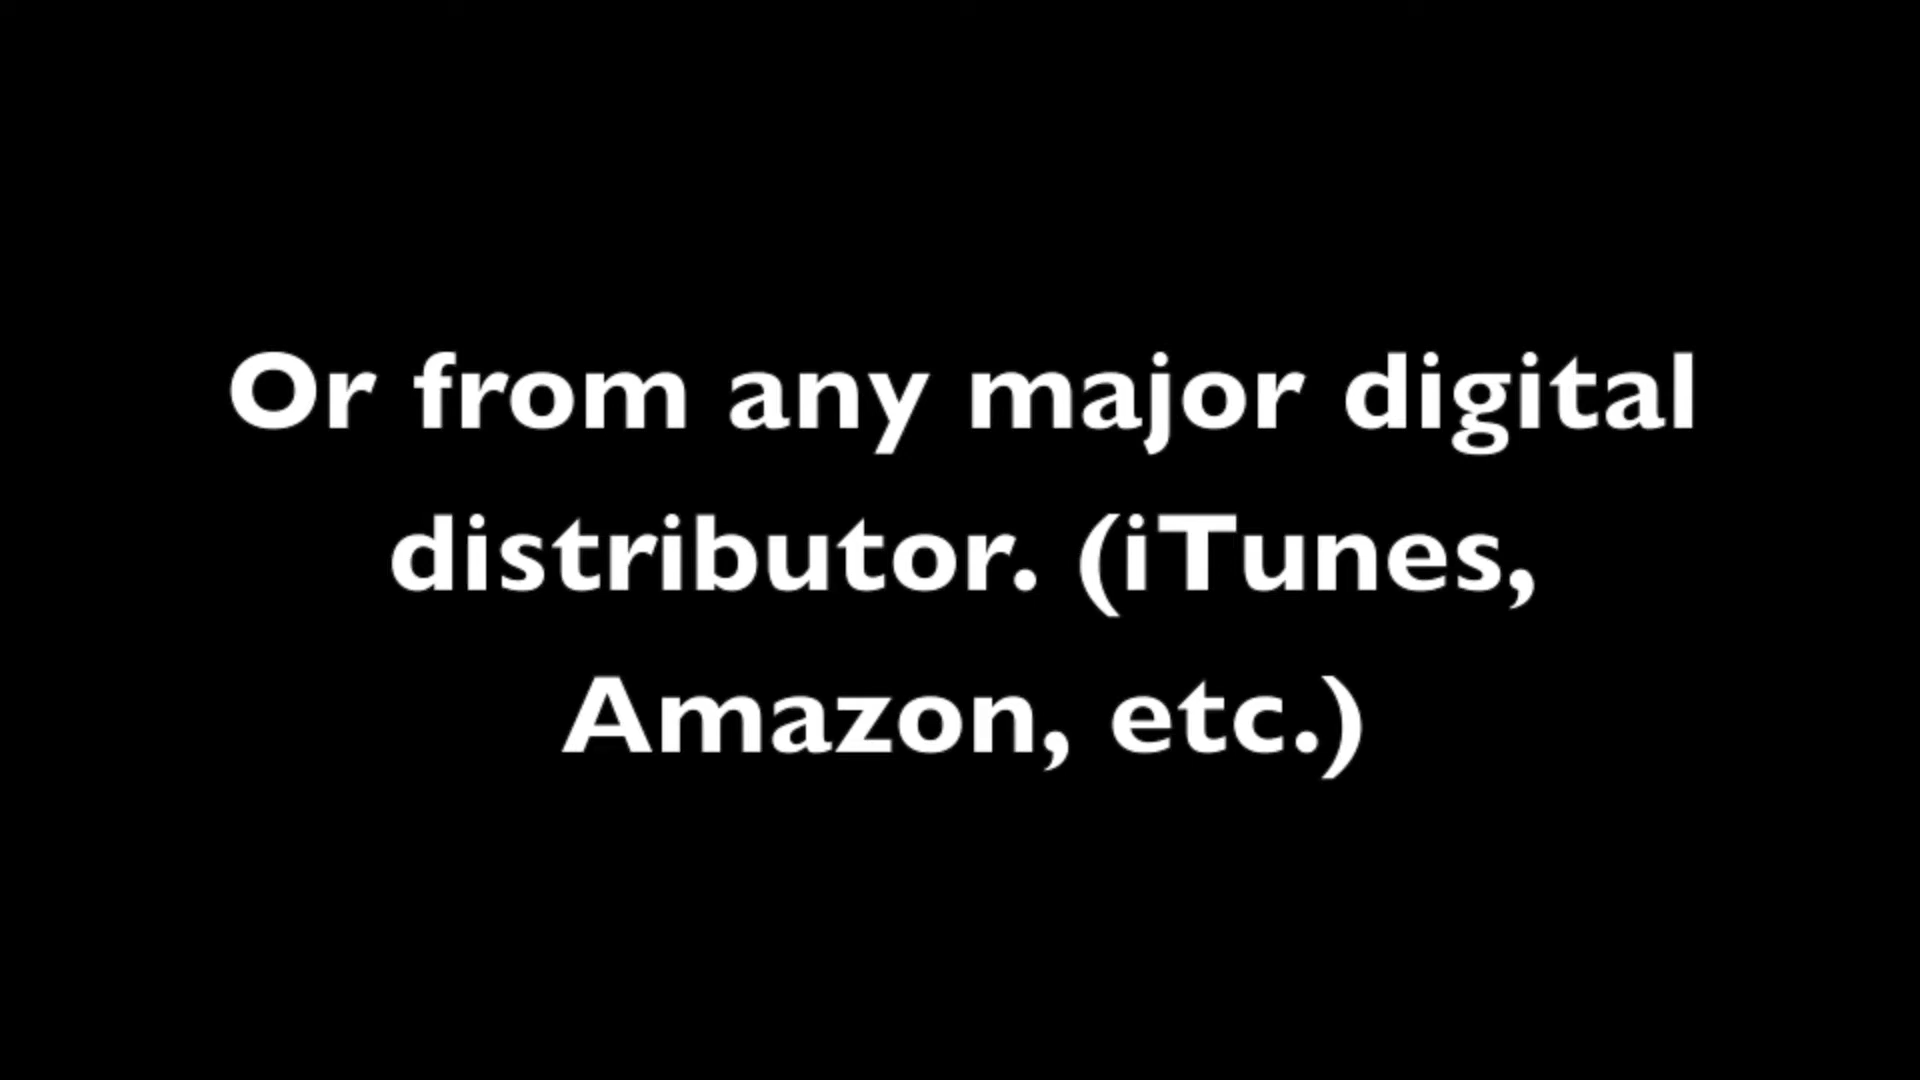 Or from any major digital
distributor. (iTunes,
Amazon, etc.)